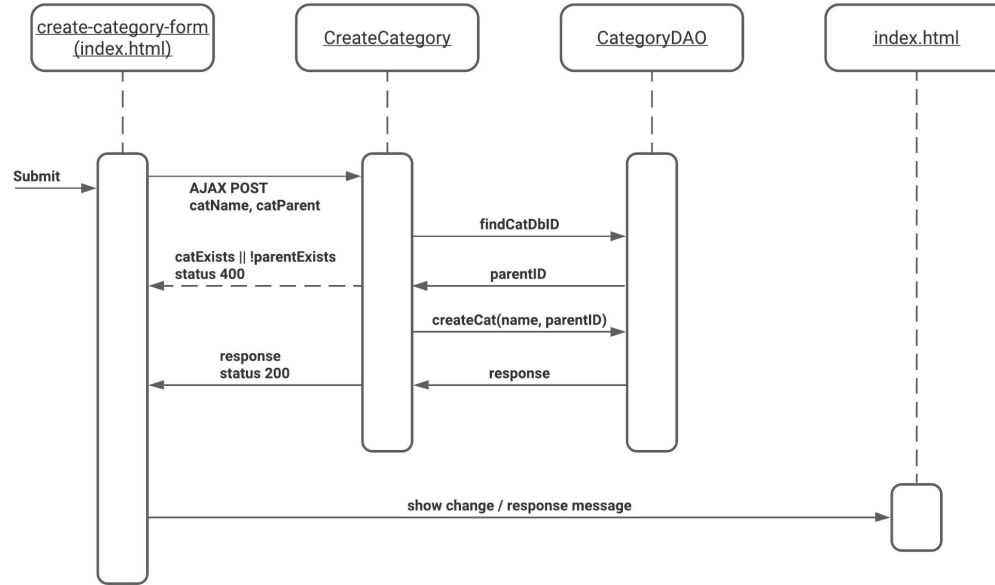 create-category-form
(index.html)
CreateCategory
CategoryDAO
index.html
Submit
AJAX POST
catName, catParent
findCatDbID
catExists || !parentExists
status 400
parentID
createCat(name, parentID)
response
status 200
response
show change / response message